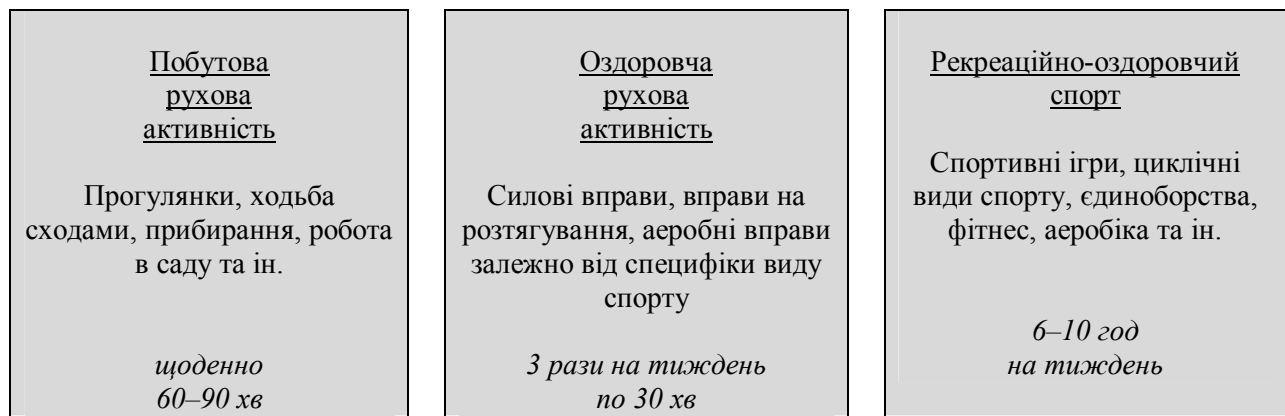 Побутова
рухова
активність
Прогулянки, ходьба
сходами, прибирання, робота
в саду та ін.
щоденно
60–90 хв
Оздоровча
рухова
активність
Силові вправи, вправи на
розтягування, аеробні вправи
залежно від специфіки виду
спорту
3 рази на тиждень
по 30 хв
Рекреаційно-оздоровчий
спорт
Спортивні ігри, циклічні
види спорту, єдиноборства,
фітнес, аеробіка та ін.
6–10 год
на тиждень